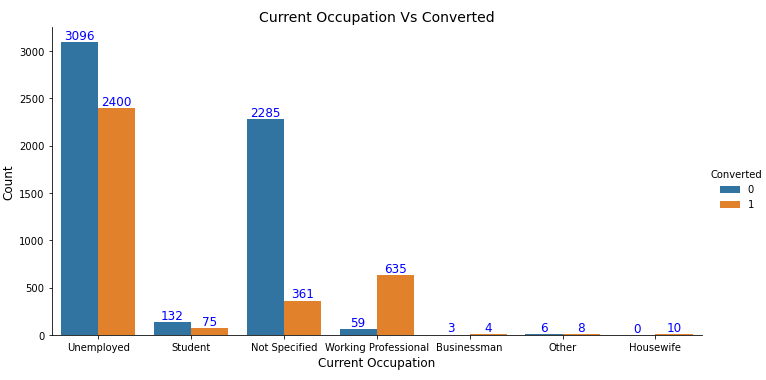 Current Occupation Vs Converted
3096
2400
132
75
2285
361
59
635
3
4
6
8
0
10
3000
2500
2000
1500
1000
500
0
Count
Unemployed
Student
Not Specified
Working Professional
Businessman
Other
Housewife
Current Occupation
Converted
0
1